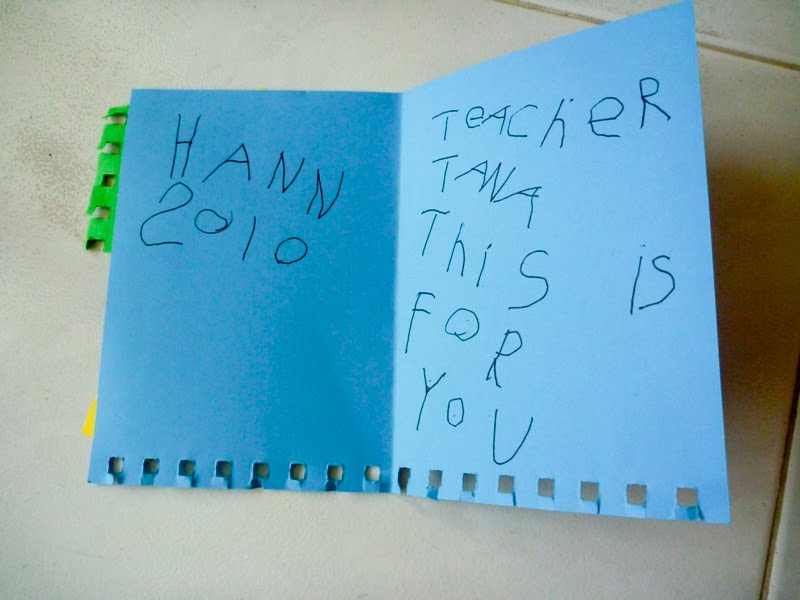 HANN
2010
TeACheR
TANA
ThiS iS
FOR
YOU